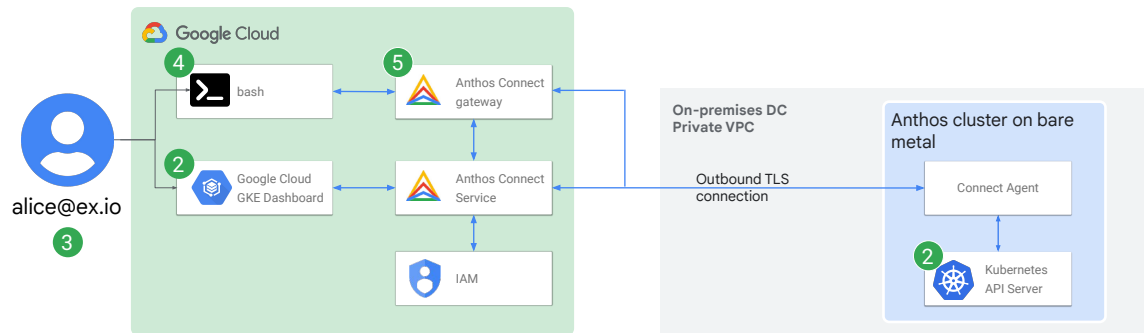 Google Cloud
4
bash
5
Anthos Connect
gateway
2
Google Cloud
GKE Dashboard
Anthos Connect
Service
IAM
alice@ex.io
3
On-premises DC
Private VPC
Outbound TLS
connection
Anthos cluster on bare
metal
Connect Agent
2
Kubernetes
API Server